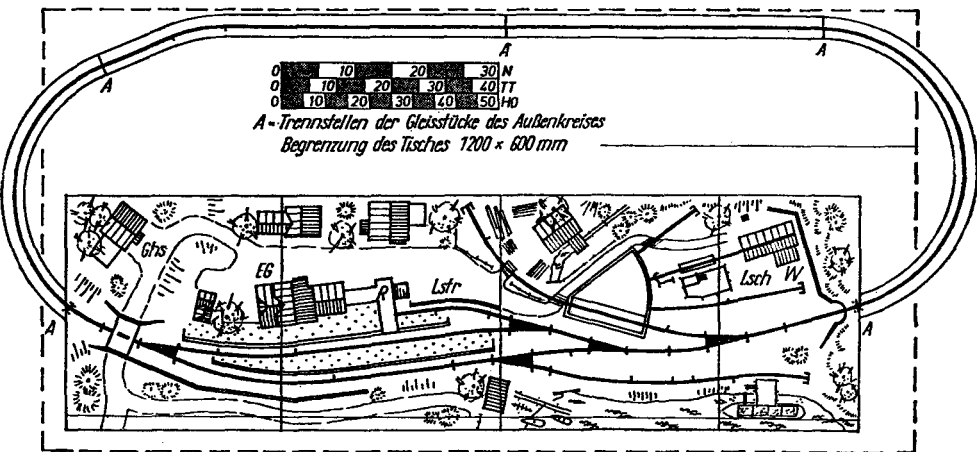 A
A
A
0 10 20 30 N
0 10 20 30 40 TT
0 10 20 30 40 50 HO
A = Trennstellen der Gleisstücke des Außenkreises
Begrenzung des Tisches 1200 × 600 mm
Ghs
EG
R
Lstr
Lsch
W
A
A